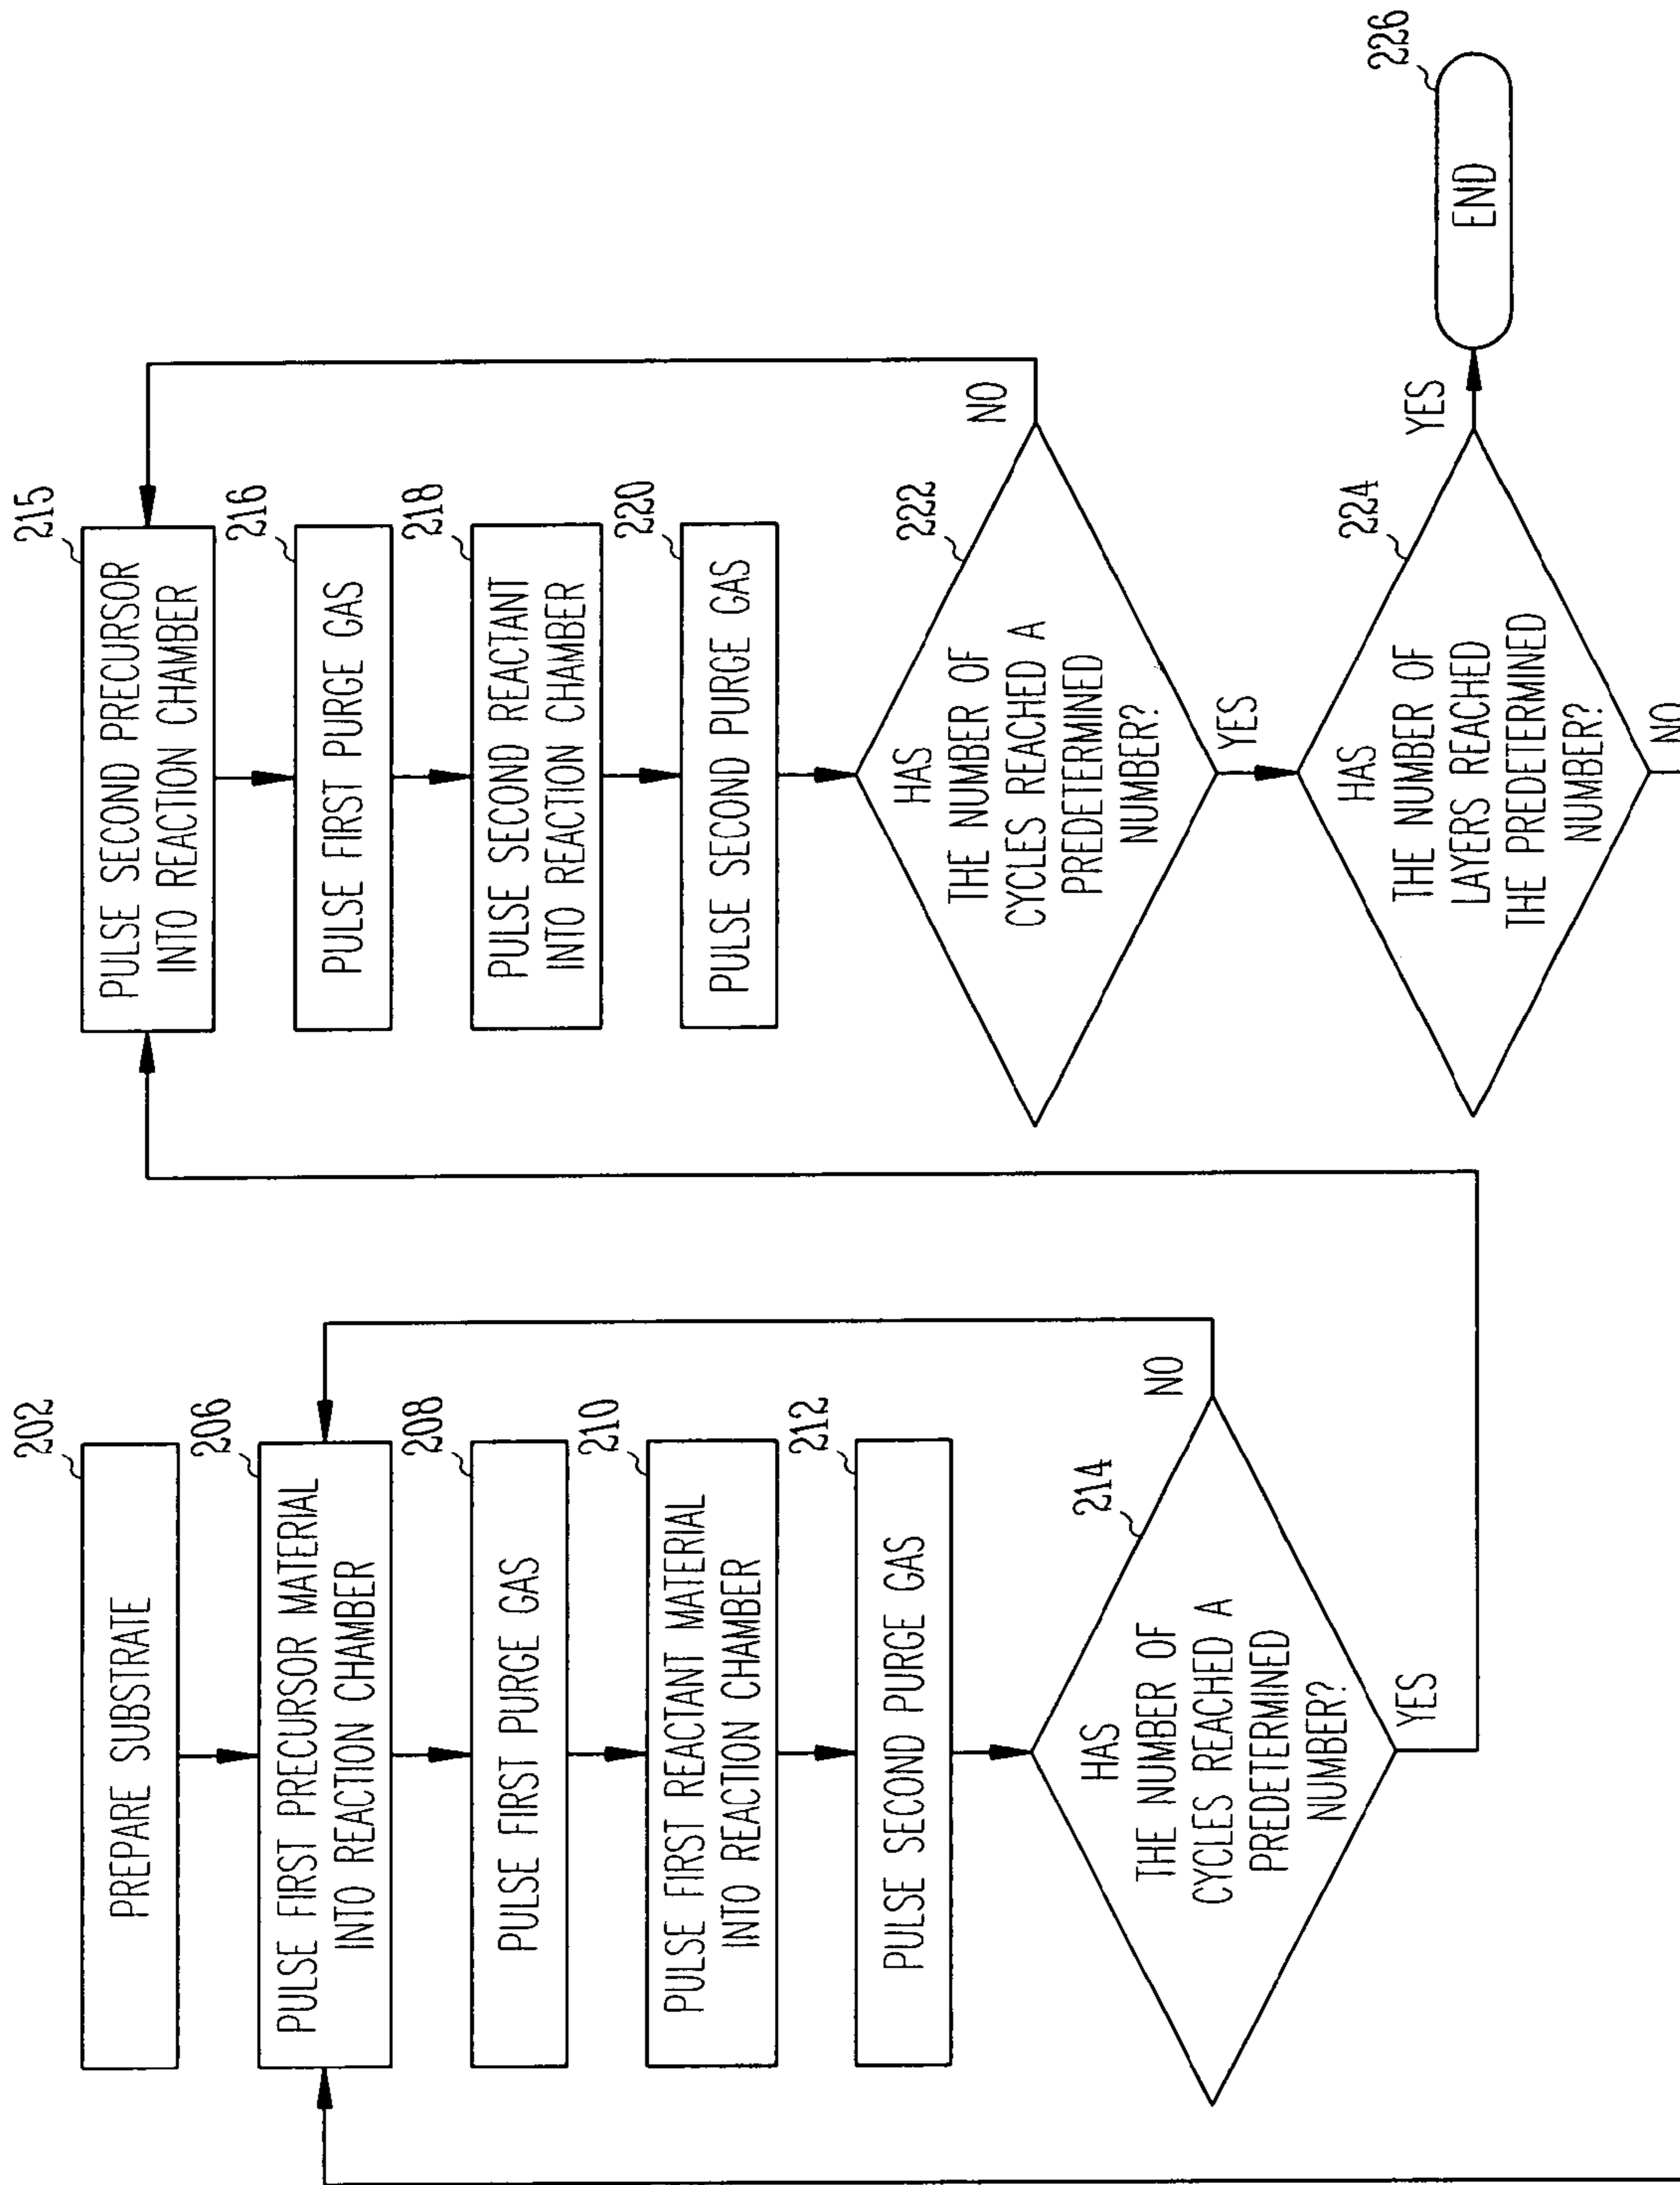 202
PREPARE SUBSTRATE
206
PULSE FIRST PRECURSOR MATERIAL
INTO REACTION CHAMBER
208
PULSE FIRST PURGE GAS
210
PULSE FIRST REACTANT MATERIAL
INTO REACTION CHAMBER
212
PULSE SECOND PURGE GAS
214
HAS
THE NUMBER OF
CYCLES REACHED A
PREDETERMINED
NUMBER?
NO
YES
215
PULSE SECOND PRECURSOR
INTO REACTION CHAMBER
216
PULSE FIRST PURGE GAS
218
PULSE SECOND REACTANT
INTO REACTION CHAMBER
220
PULSE SECOND PURGE GAS
222
HAS
THE NUMBER OF
CYCLES REACHED A
PREDETERMINED
NUMBER?
NO
YES
224
HAS
THE NUMBER OF
LAYERS REACHED
THE PREDETERMINED
NUMBER?
YES
NO
226
END